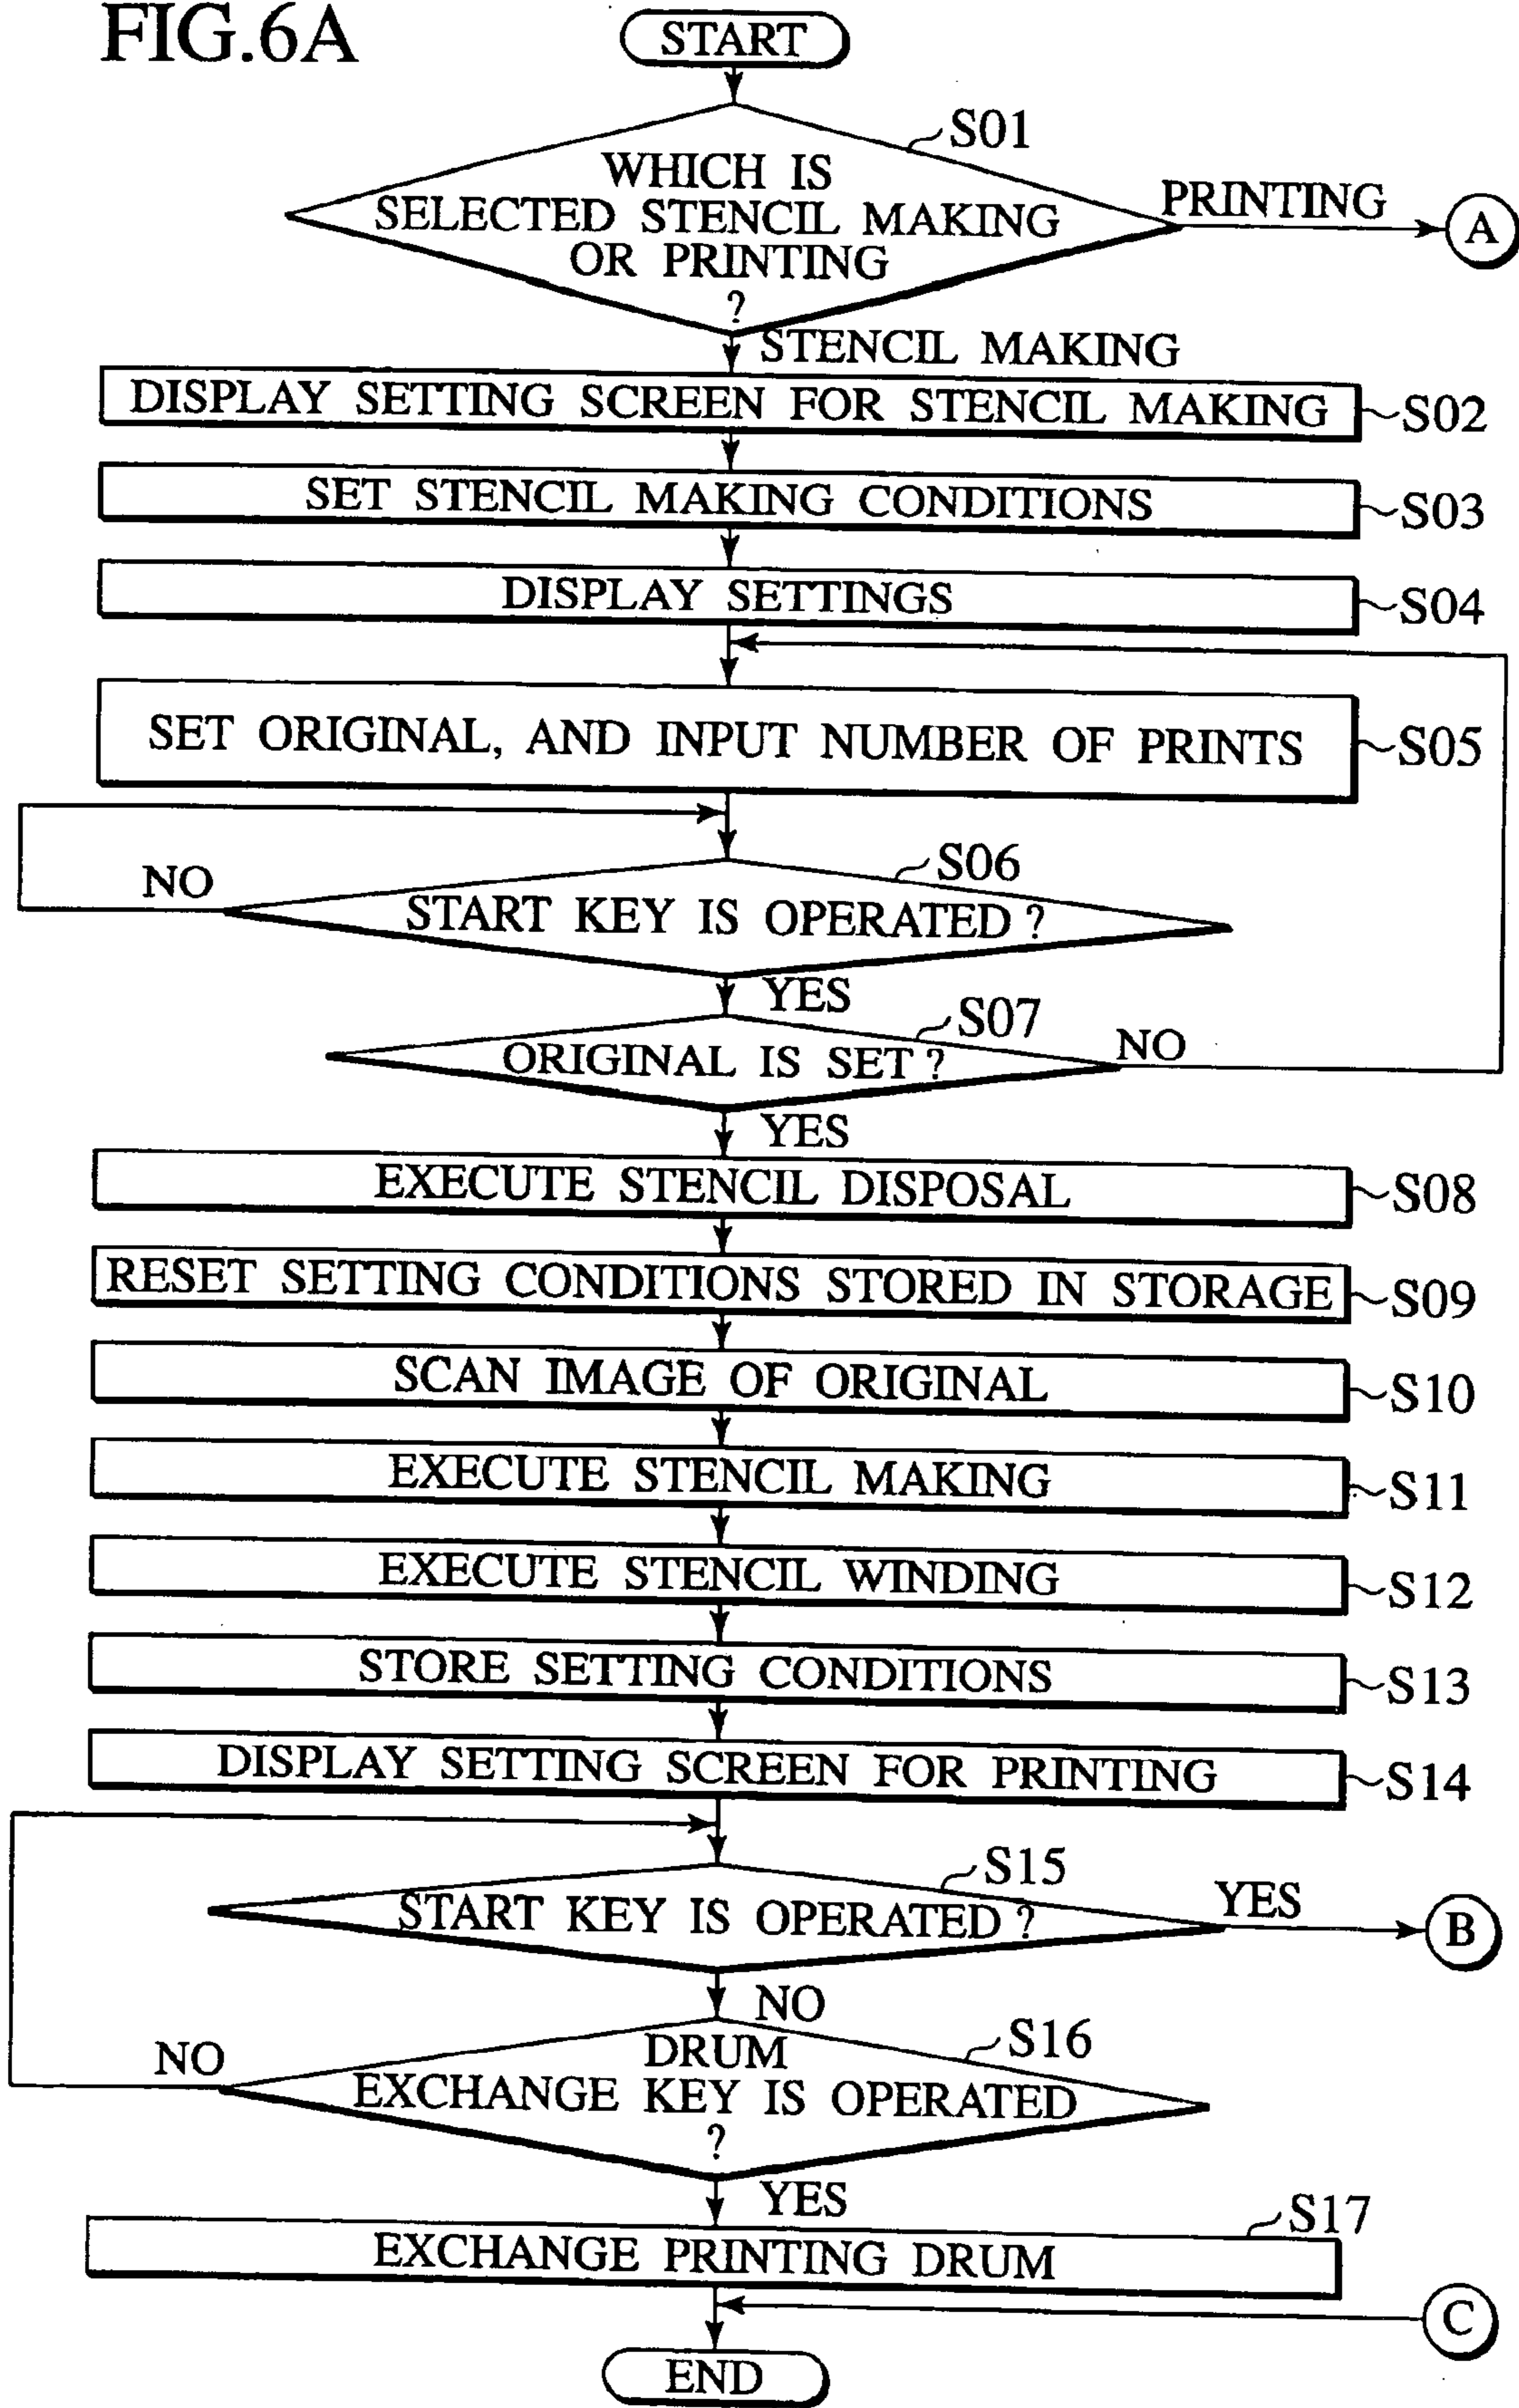 FIG.6A
START
S01
WHICH IS
SELECTED STENCIL MAKING
OR PRINTING
?
PRINTING
A
STENCIL MAKING
DISPLAY SETTING SCREEN FOR STENCIL MAKING
S02
SET STENCIL MAKING CONDITIONS
S03
DISPLAY SETTINGS
S04
SET ORIGINAL, AND INPUT NUMBER OF PRINTS
S05
S06
NO
START KEY IS OPERATED ?
YES
S07
ORIGINAL IS SET ?
NO
YES
EXECUTE STENCIL DISPOSAL
S08
RESET SETTING CONDITIONS STORED IN STORAGE
S09
SCAN IMAGE OF ORIGINAL
S10
EXECUTE STENCIL MAKING
S11
EXECUTE STENCIL WINDING
S12
STORE SETTING CONDITIONS
S13
DISPLAY SETTING SCREEN FOR PRINTING
S14
S15
START KEY IS OPERATED ?
YES
B
NO
S16
NO
DRUM
EXCHANGE KEY IS OPERATED
?
YES
S17
EXCHANGE PRINTING DRUM
C
END